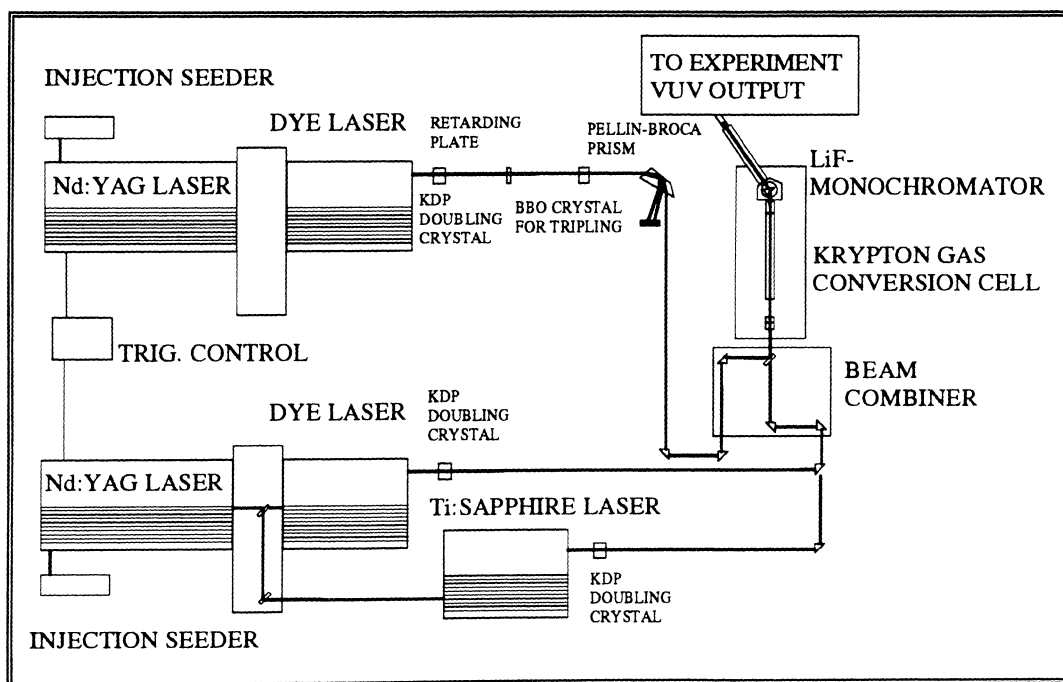 INJECTION SEEDER
TO EXPERIMENT
VUV OUTPUT
DYE LASER
RETARDING
PLATE
PELLIN-BROCA
PRISM
LiF-
MONOCHROMATOR
Nd:YAG LASER
KDP
DOUBLING
CRYSTAL
BBO CRYSTAL
FOR TRIPLING
KRYPTON GAS
CONVERSION CELL
TRIG. CONTROL
BEAM
COMBINER
DYE LASER
KDP
DOUBLING
CRYSTAL
Nd:YAG LASER
Ti:SAPPHIRE LASER
KDP
DOUBLING
CRYSTAL
INJECTION SEEDER